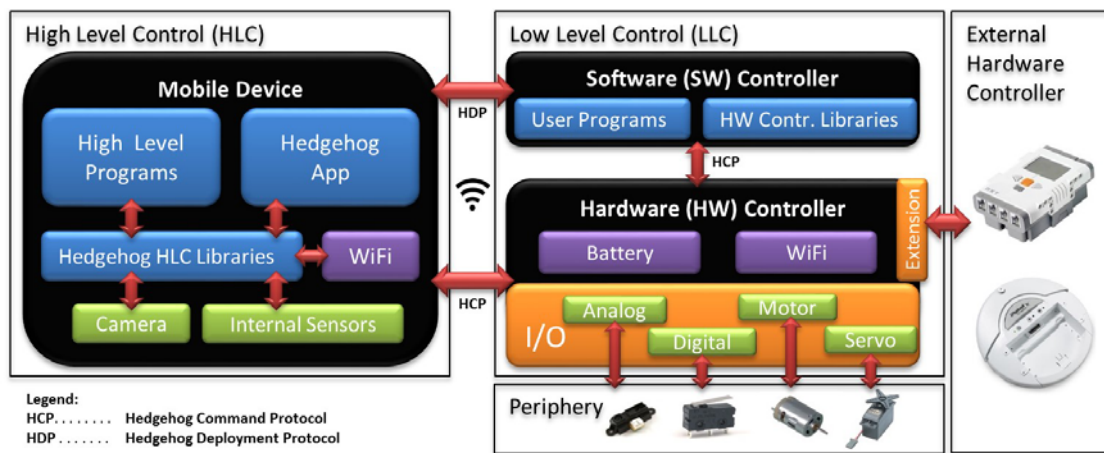 High Level Control (HLC)
Mobile Device
High Level
Programs
Hedgehog
App
Hedgehog HLC Libraries
WiFi
Camera
Internal Sensors
HDP
HCP
Low Level Control (LLC)
Software (SW) Controller
User Programs
HW Contr. Libraries
HCP
Hardware (HW) Controller
Battery
WiFi
Extension
I/O
Analog
Digital
Motor
Servo
Periphery
External
Hardware
Controller
Legend:
HCP . . . . . . . . Hedgehog Command Protocol
HDP . . . . . . . Hedgehog Deployment Protocol